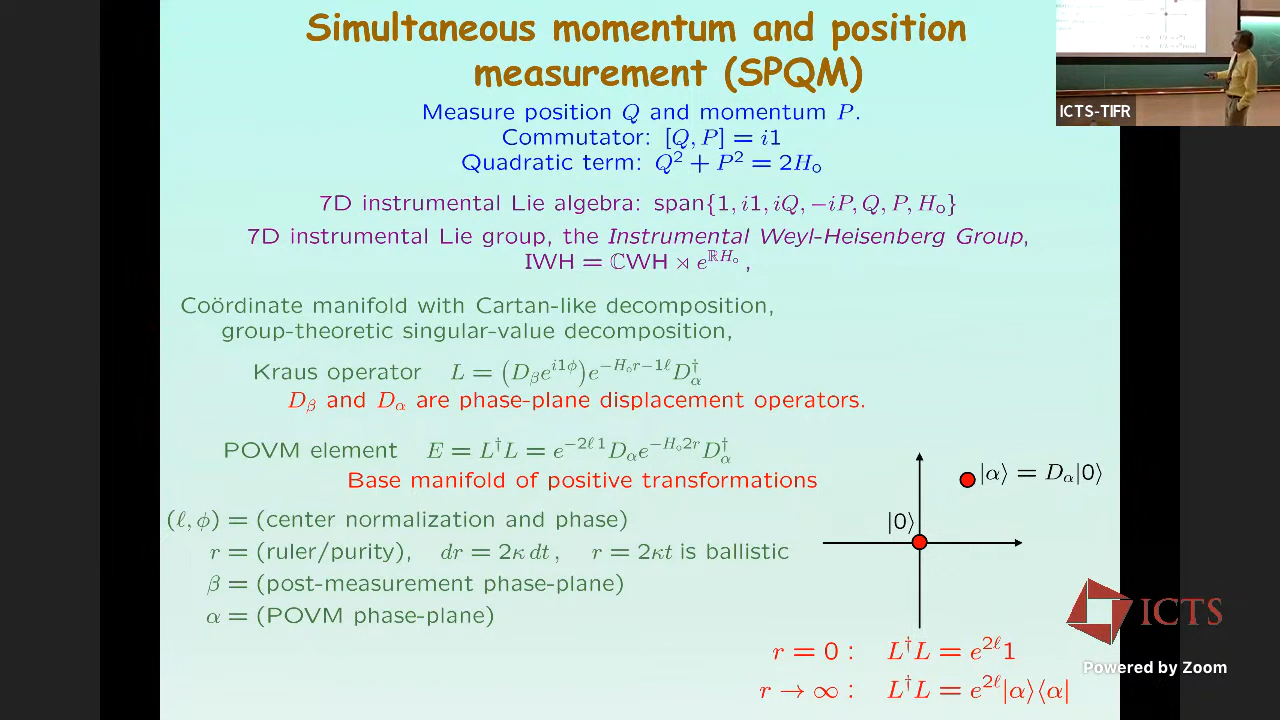 Simultaneous momentum and position
measurement (SPQM)
Measure position Q and momentum P.
Commutator: [Q, P] = i1
Quadratic term: Q² + P² = 2Hₒ
7D instrumental Lie algebra: span{1, i1, iQ, −iP, Q, P, Hₒ}
7D instrumental Lie group, the Instrumental Weyl-Heisenberg Group,
IWH = ℂWH ⋊ e^{ℝHₒ} ,
Coördinate manifold with Cartan-like decomposition,
group-theoretic singular-value decomposition,
Kraus operator L = (D_β e^{i1ϕ}) e^{−Hₒr−1ℓ} D_α^†
D_β and D_α are phase-plane displacement operators.
POVM element E = L^†L = e^{−2ℓ1} D_α e^{−Hₒ2r} D_α^†
Base manifold of positive transformations
(ℓ, ϕ) = (center normalization and phase)
r = (ruler/purity), dr = 2κ dt , r = 2κt is ballistic
β = (post-measurement phase-plane)
α = (POVM phase-plane)
|α⟩ = D_α|0⟩
|0⟩
r = 0 : L^†L = e^{2ℓ}1
r → ∞ : L^†L = e^{2ℓ}|α⟩⟨α|
ICTS-TIFR
ICTS
Powered by Zoom